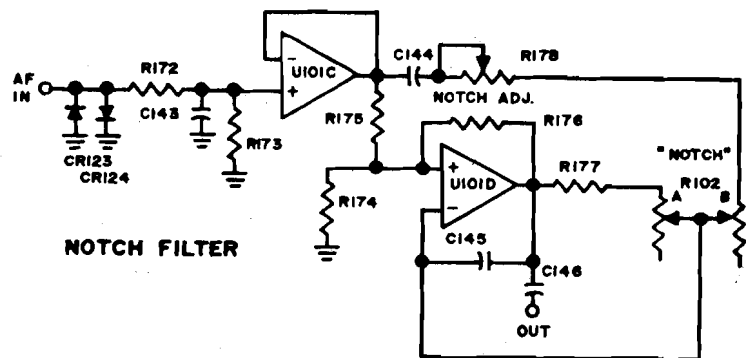 AF
IN
R172
C143
CR123
CR124
R173
U101C
-
+
C144
R178
NOTCH ADJ.
R175
R176
R174
U101D
+
-
R177
"NOTCH"
R102
A
B
C145
C146
OUT
NOTCH FILTER